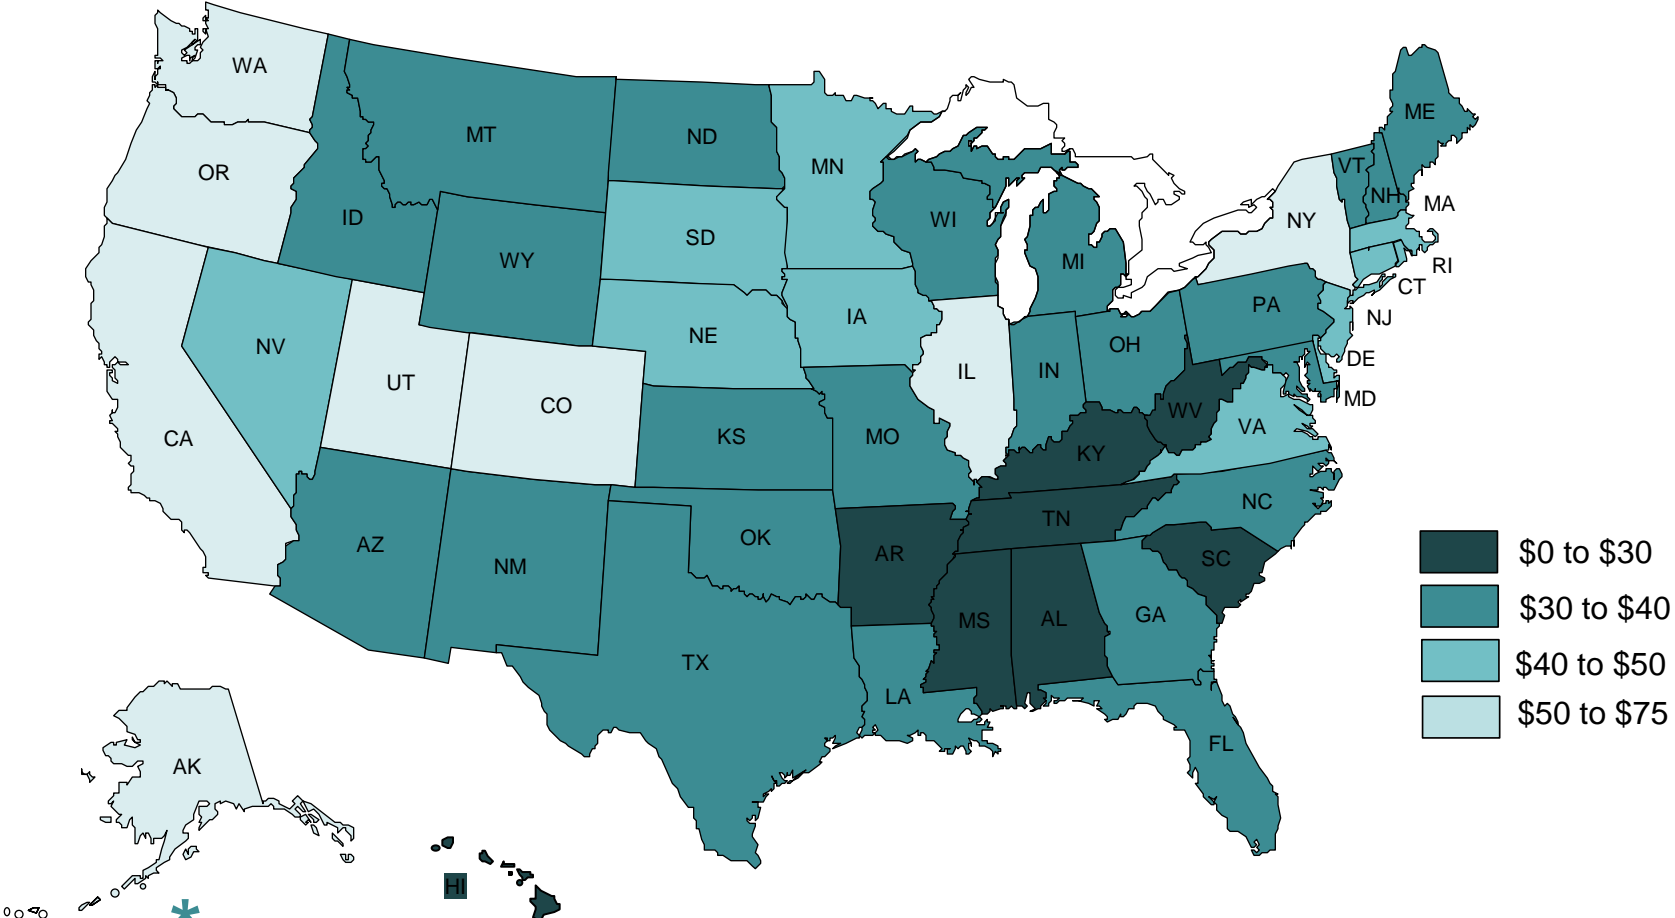 WA
ME
MT
ND
VT
MN
OR
NH
MA
ID
WI
NY
SD
WY
MI
RI
CT
PA
IA
NJ
NE
OH
NV
DE
IL
IN
UT
MD
CO
WV
VA
CA
KS
MO
KY
NC
TN
OK
AZ
AR
$0 to $30
SC
NM
$30 to $40
GA
MS
AL
TX
$40 to $50
LA
$50 to $75
FL
AK
HI
*